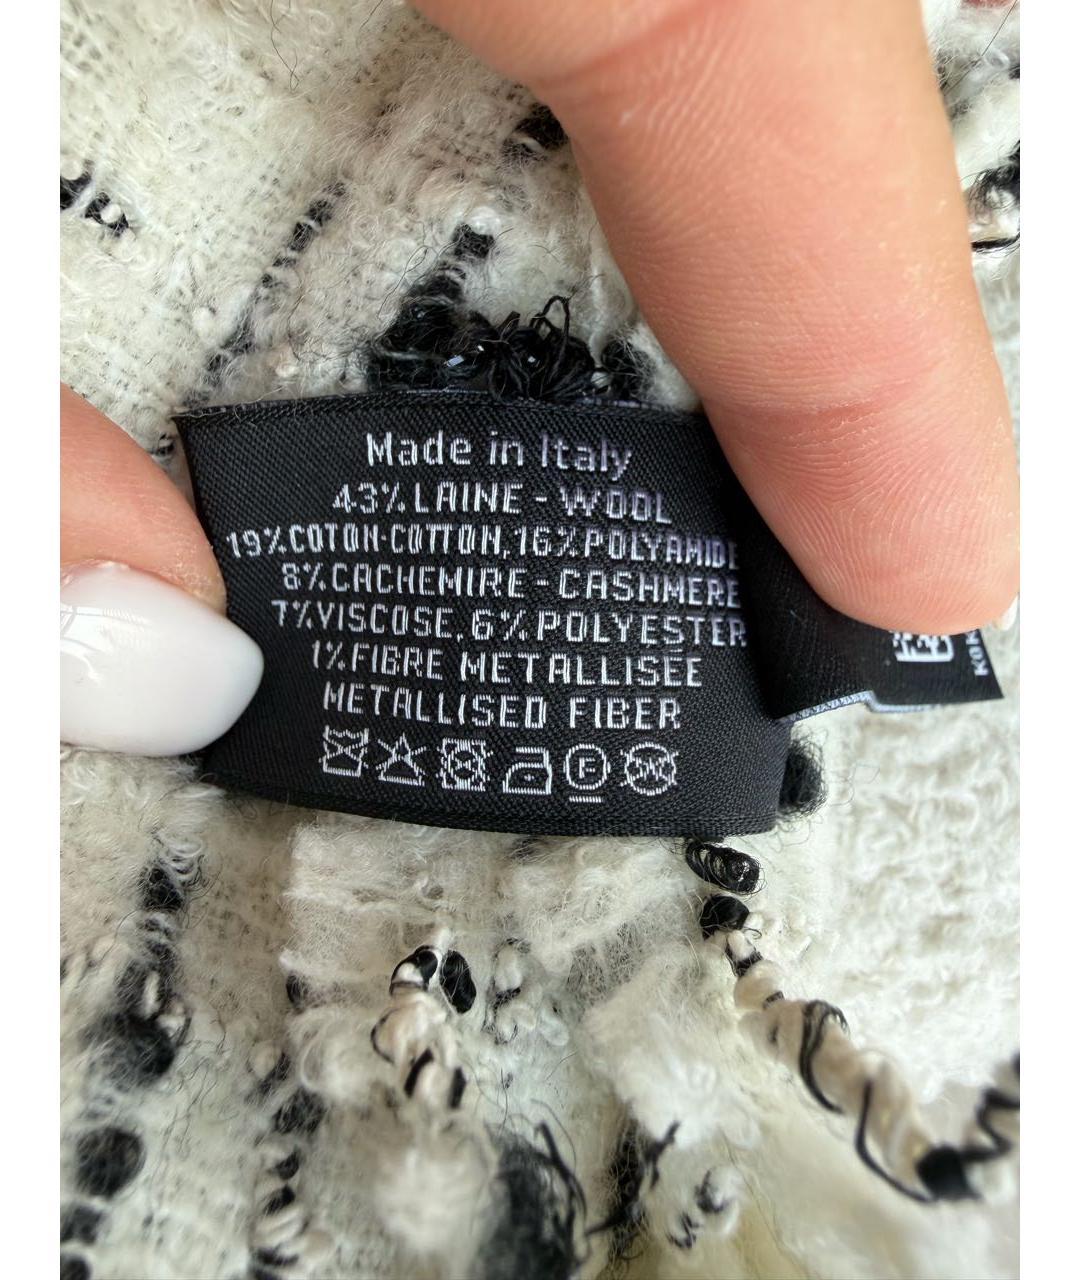 Made in Italy
43% LAINE - WOOL
19% COTON-COTTON, 16% POLYAMIDE
8% CACHEMIRE - CASHMERE
7% VISCOSE, 6% POLYESTER
1% FIBRE METALLISÉE
METALLISED FIBER
F